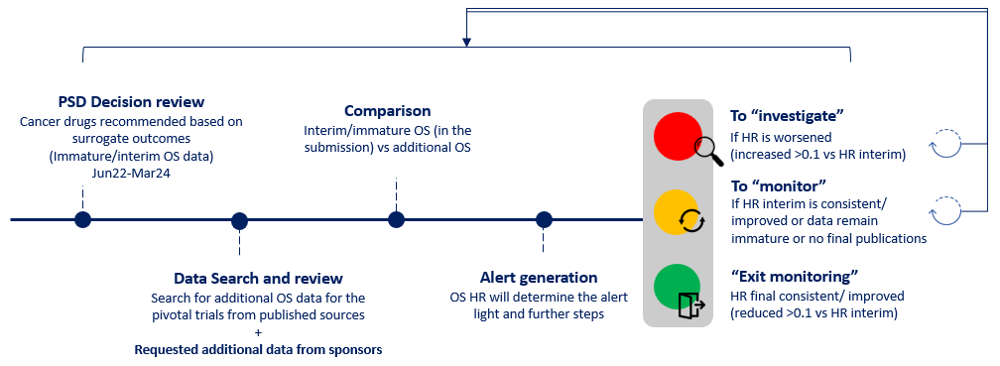 PSD Decision review
Cancer drugs recommended based on
surrogate outcomes
(Immature/interim OS data)
Jun22-Mar24
Data Search and review
Search for additional OS data for the
pivotal trials from published sources
+
Requested additional data from sponsors
Comparison
Interim/immature OS (in the
submission) vs additional OS
Alert generation
OS HR will determine the alert
light and further steps
To “investigate”
If HR is worsened
(increased >0.1 vs HR interim)
To “monitor”
If HR interim is consistent/
improved or data remain
immature or no final publications
“Exit monitoring”
HR final consistent/ improved
(reduced >0.1 vs HR interim)